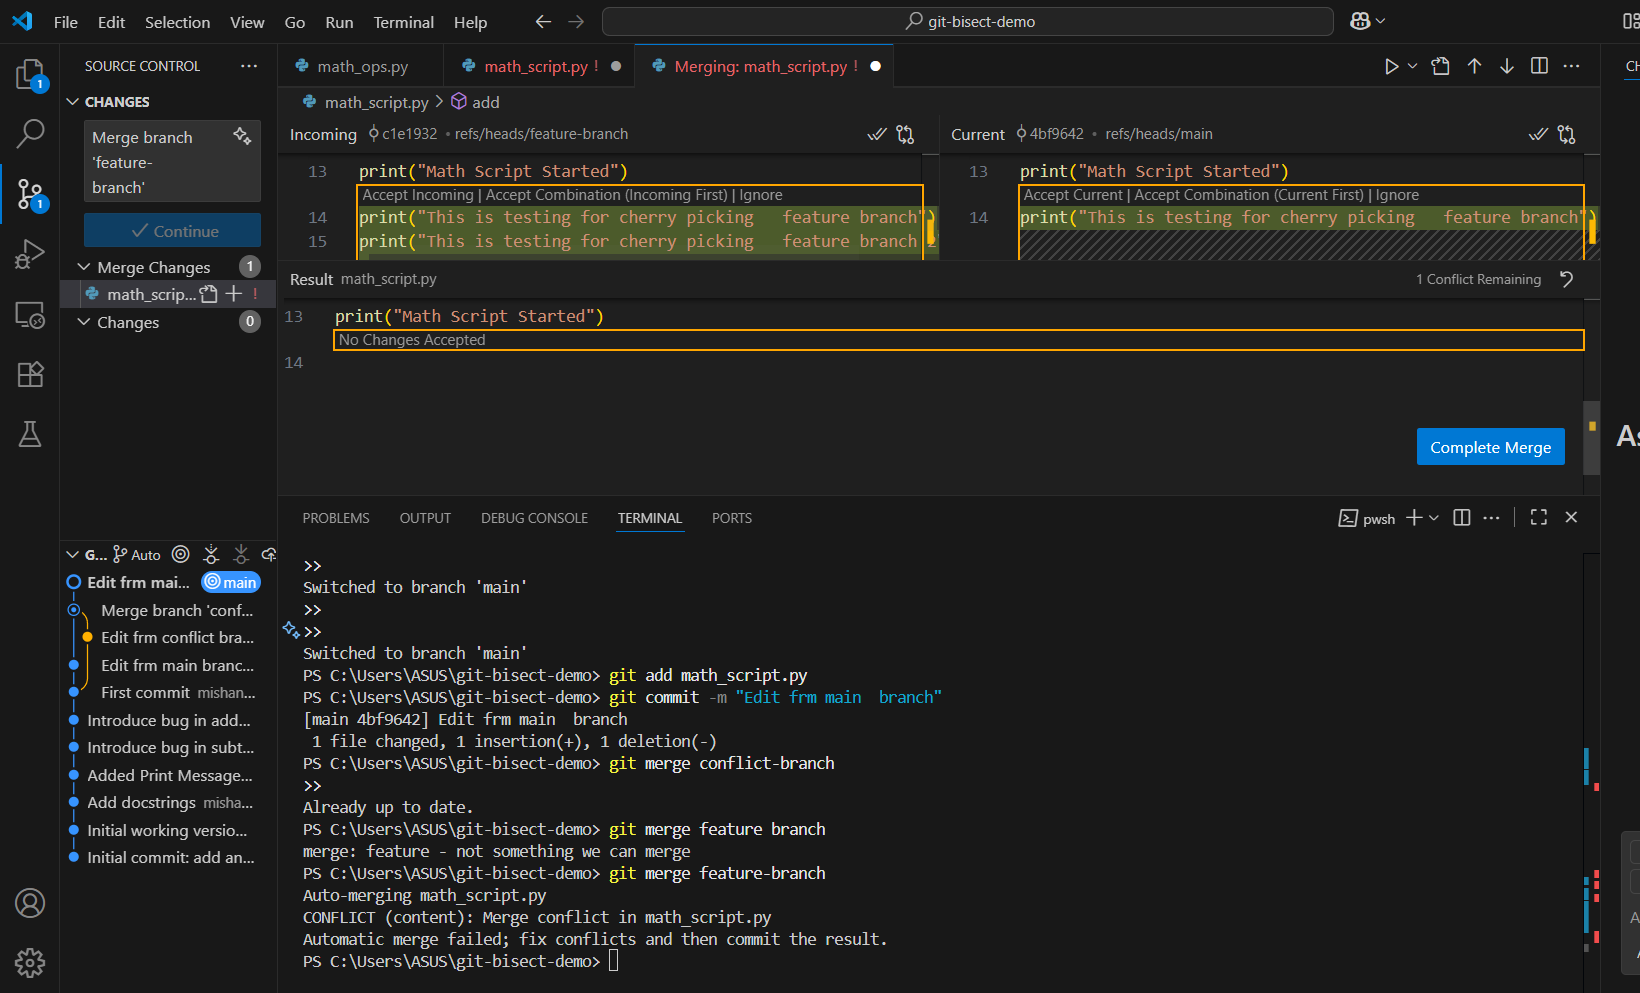 File Edit Selection View Go Run Terminal Help
git-bisect-demo
SOURCE CONTROL
CHANGES
Merge branch
'feature-
branch'
Continue
Merge Changes 1
math_scrip... !
Changes 0
G... Auto
Edit frm mai... main
Merge branch 'conf...
Edit frm conflict bra...
Edit frm main branc...
First commit mishan...
Introduce bug in add...
Introduce bug in subt...
Added Print Message...
Add docstrings misha...
Initial working versio...
Initial commit: add an...
1
1
math_ops.py
math_script.py !
Merging: math_script.py !
math_script.py > add
Incoming c1e1932 • refs/heads/feature-branch
13 print("Math Script Started")
Accept Incoming | Accept Combination (Incoming First) | Ignore
14 print("This is testing for cherry picking   feature branch")
15 print("This is testing for cherry picking   feature branch 2
Current 4bf9642 • refs/heads/main
13 print("Math Script Started")
Accept Current | Accept Combination (Current First) | Ignore
14 print("This is testing for cherry picking   feature branch")
Result math_script.py
1 Conflict Remaining
13 print("Math Script Started")
No Changes Accepted
14
Complete Merge
PROBLEMS OUTPUT DEBUG CONSOLE TERMINAL PORTS
pwsh
>>
Switched to branch 'main'
>>
>>
Switched to branch 'main'
PS C:\Users\ASUS\git-bisect-demo> git add math_script.py
PS C:\Users\ASUS\git-bisect-demo> git commit -m "Edit frm main  branch"
[main 4bf9642] Edit frm main  branch
 1 file changed, 1 insertion(+), 1 deletion(-)
PS C:\Users\ASUS\git-bisect-demo> git merge conflict-branch
>>
Already up to date.
PS C:\Users\ASUS\git-bisect-demo> git merge feature branch
merge: feature - not something we can merge
PS C:\Users\ASUS\git-bisect-demo> git merge feature-branch
Auto-merging math_script.py
CONFLICT (content): Merge conflict in math_script.py
Automatic merge failed; fix conflicts and then commit the result.
PS C:\Users\ASUS\git-bisect-demo>